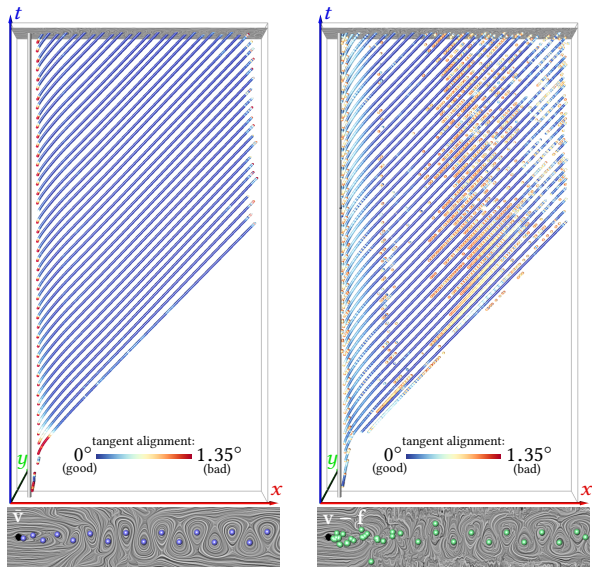 t
y
tangent alignment:
0° 1.35°
(good) (bad)
x
v̄
t
y
tangent alignment:
0° 1.35°
(good) (bad)
x
v − f